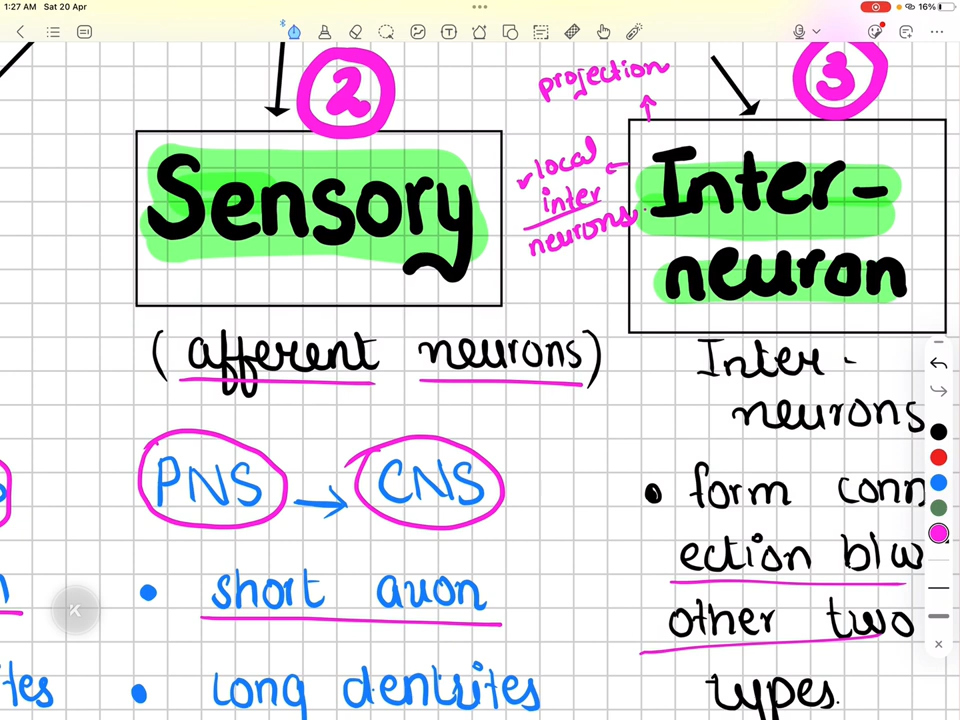 1:27 AM Sat 20 Apr
16%
2
3
projection
local
inter
neurons
Sensory
Inter-
neuron
(afferent neurons)
PNS → CNS
• short axon
• long dentrites
Inter-
neurons
• form conn
ection b/w
other two
types.
tes